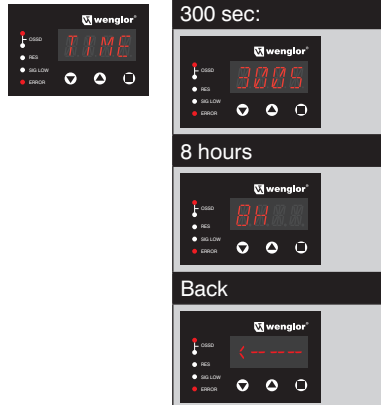 wenglor®
OSSD
RES
SIG LOW
ERROR
TIME
300 sec:
wenglor®
OSSD
RES
SIG LOW
ERROR
300S
8 hours
wenglor®
OSSD
RES
SIG LOW
ERROR
8H
Back
wenglor®
OSSD
RES
SIG LOW
ERROR
<-----